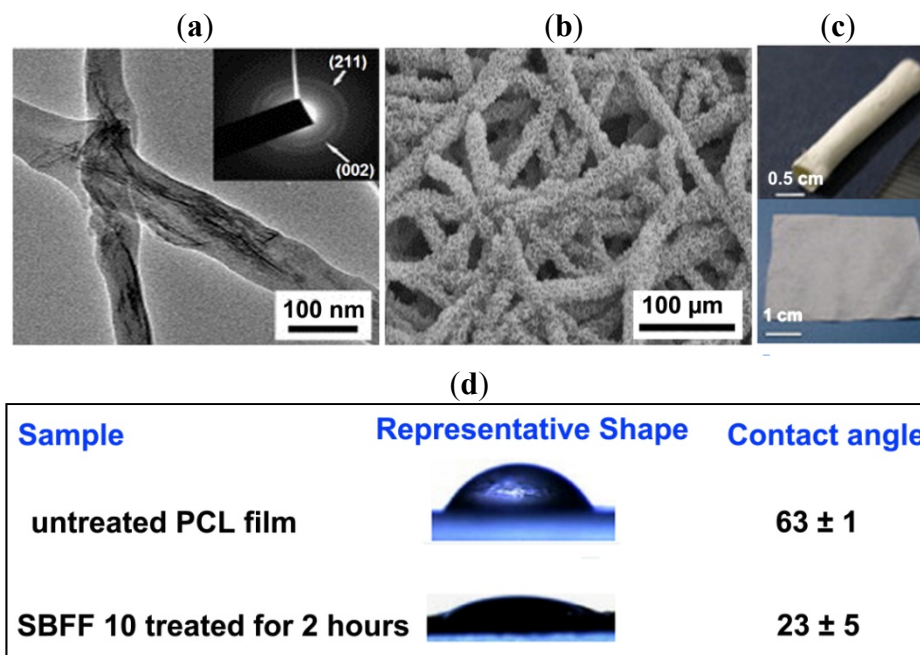 (a)
(b)
(c)
(211)
(002)
100 nm
100 µm
0.5 cm
1 cm
(d)
Sample Representative Shape Contact angle
untreated PCL film 63 ± 1
SBFF 10 treated for 2 hours 23 ± 5